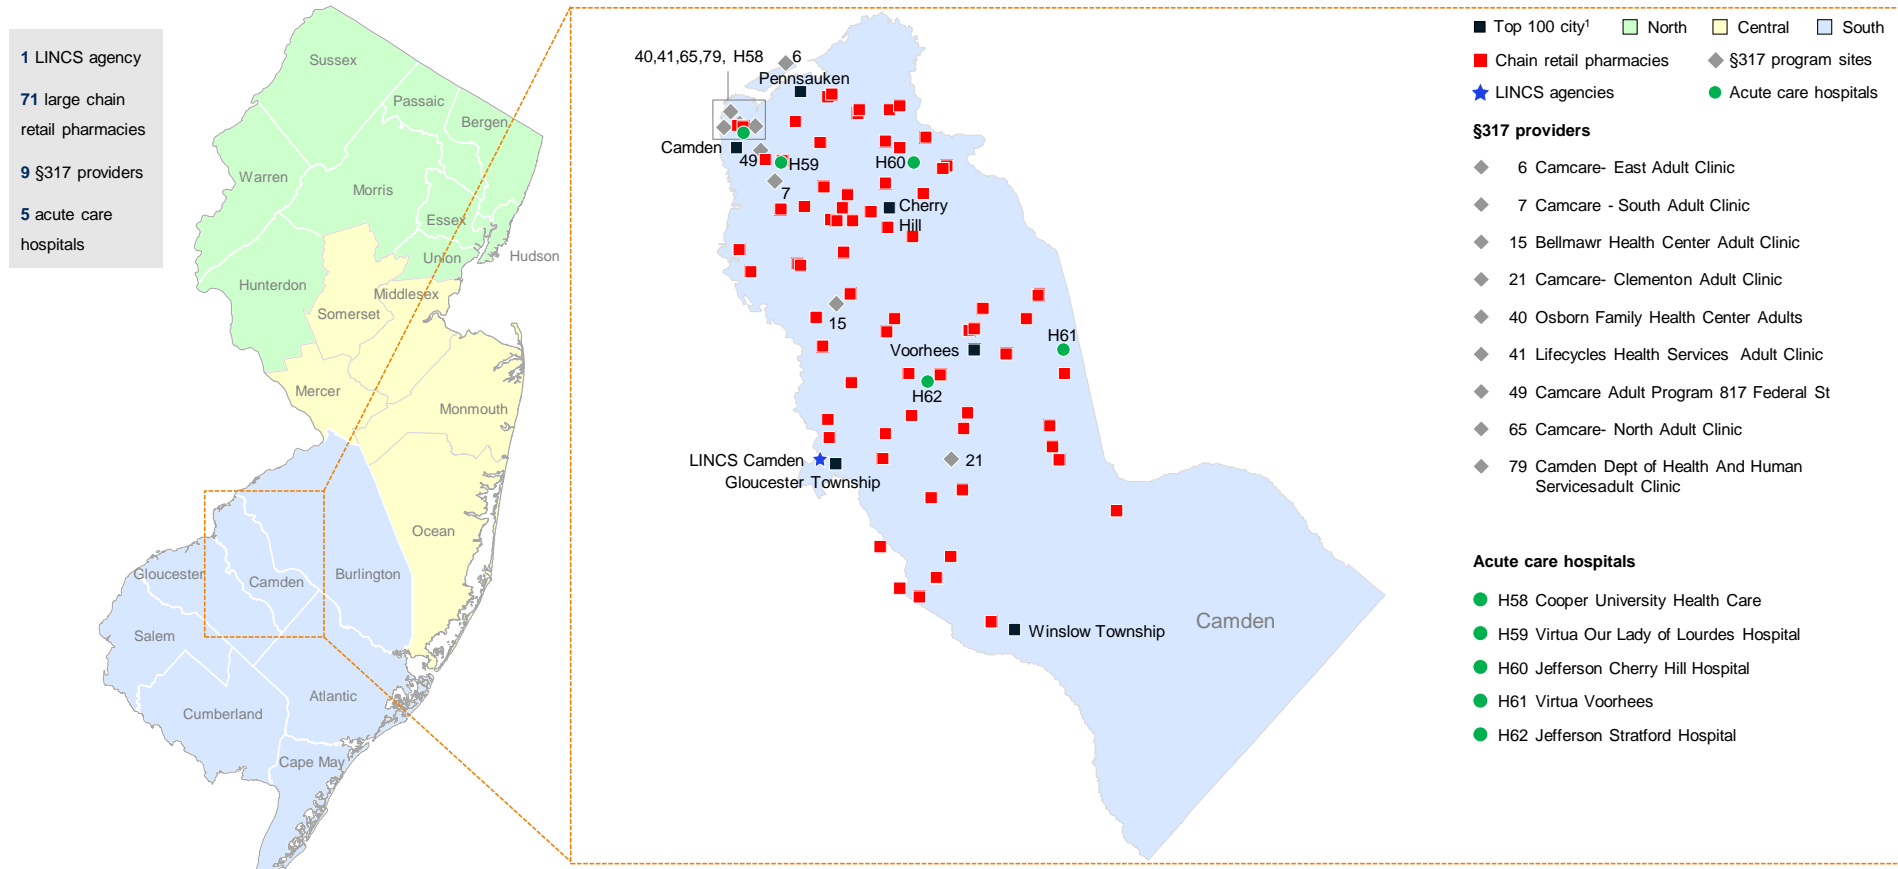 1 LINCS agency
71 large chain
retail pharmacies
9 §317 providers
5 acute care
hospitals
Sussex
Passaic
Bergen
Warren
Morris
Essex
Union
Hudson
Hunterdon
Middlesex
Somerset
Mercer
Monmouth
Ocean
Gloucester
Camden
Burlington
Salem
Atlantic
Cumberland
Cape May
40,41,65,79, H58
6
Pennsauken
Camden
49
H59
H60
7
Cherry
Hill
15
H61
Voorhees
H62
LINCS Camden
21
Gloucester Township
Winslow Township
Camden
Top 100 city¹
North
Central
South
Chain retail pharmacies
§317 program sites
LINCS agencies
Acute care hospitals
§317 providers
6 Camcare- East Adult Clinic
7 Camcare - South Adult Clinic
15 Bellmawr Health Center Adult Clinic
21 Camcare- Clementon Adult Clinic
40 Osborn Family Health Center Adults
41 Lifecycles Health Services Adult Clinic
49 Camcare Adult Program 817 Federal St
65 Camcare- North Adult Clinic
79 Camden Dept of Health And Human
Servicesadult Clinic
Acute care hospitals
H58 Cooper University Health Care
H59 Virtua Our Lady of Lourdes Hospital
H60 Jefferson Cherry Hill Hospital
H61 Virtua Voorhees
H62 Jefferson Stratford Hospital